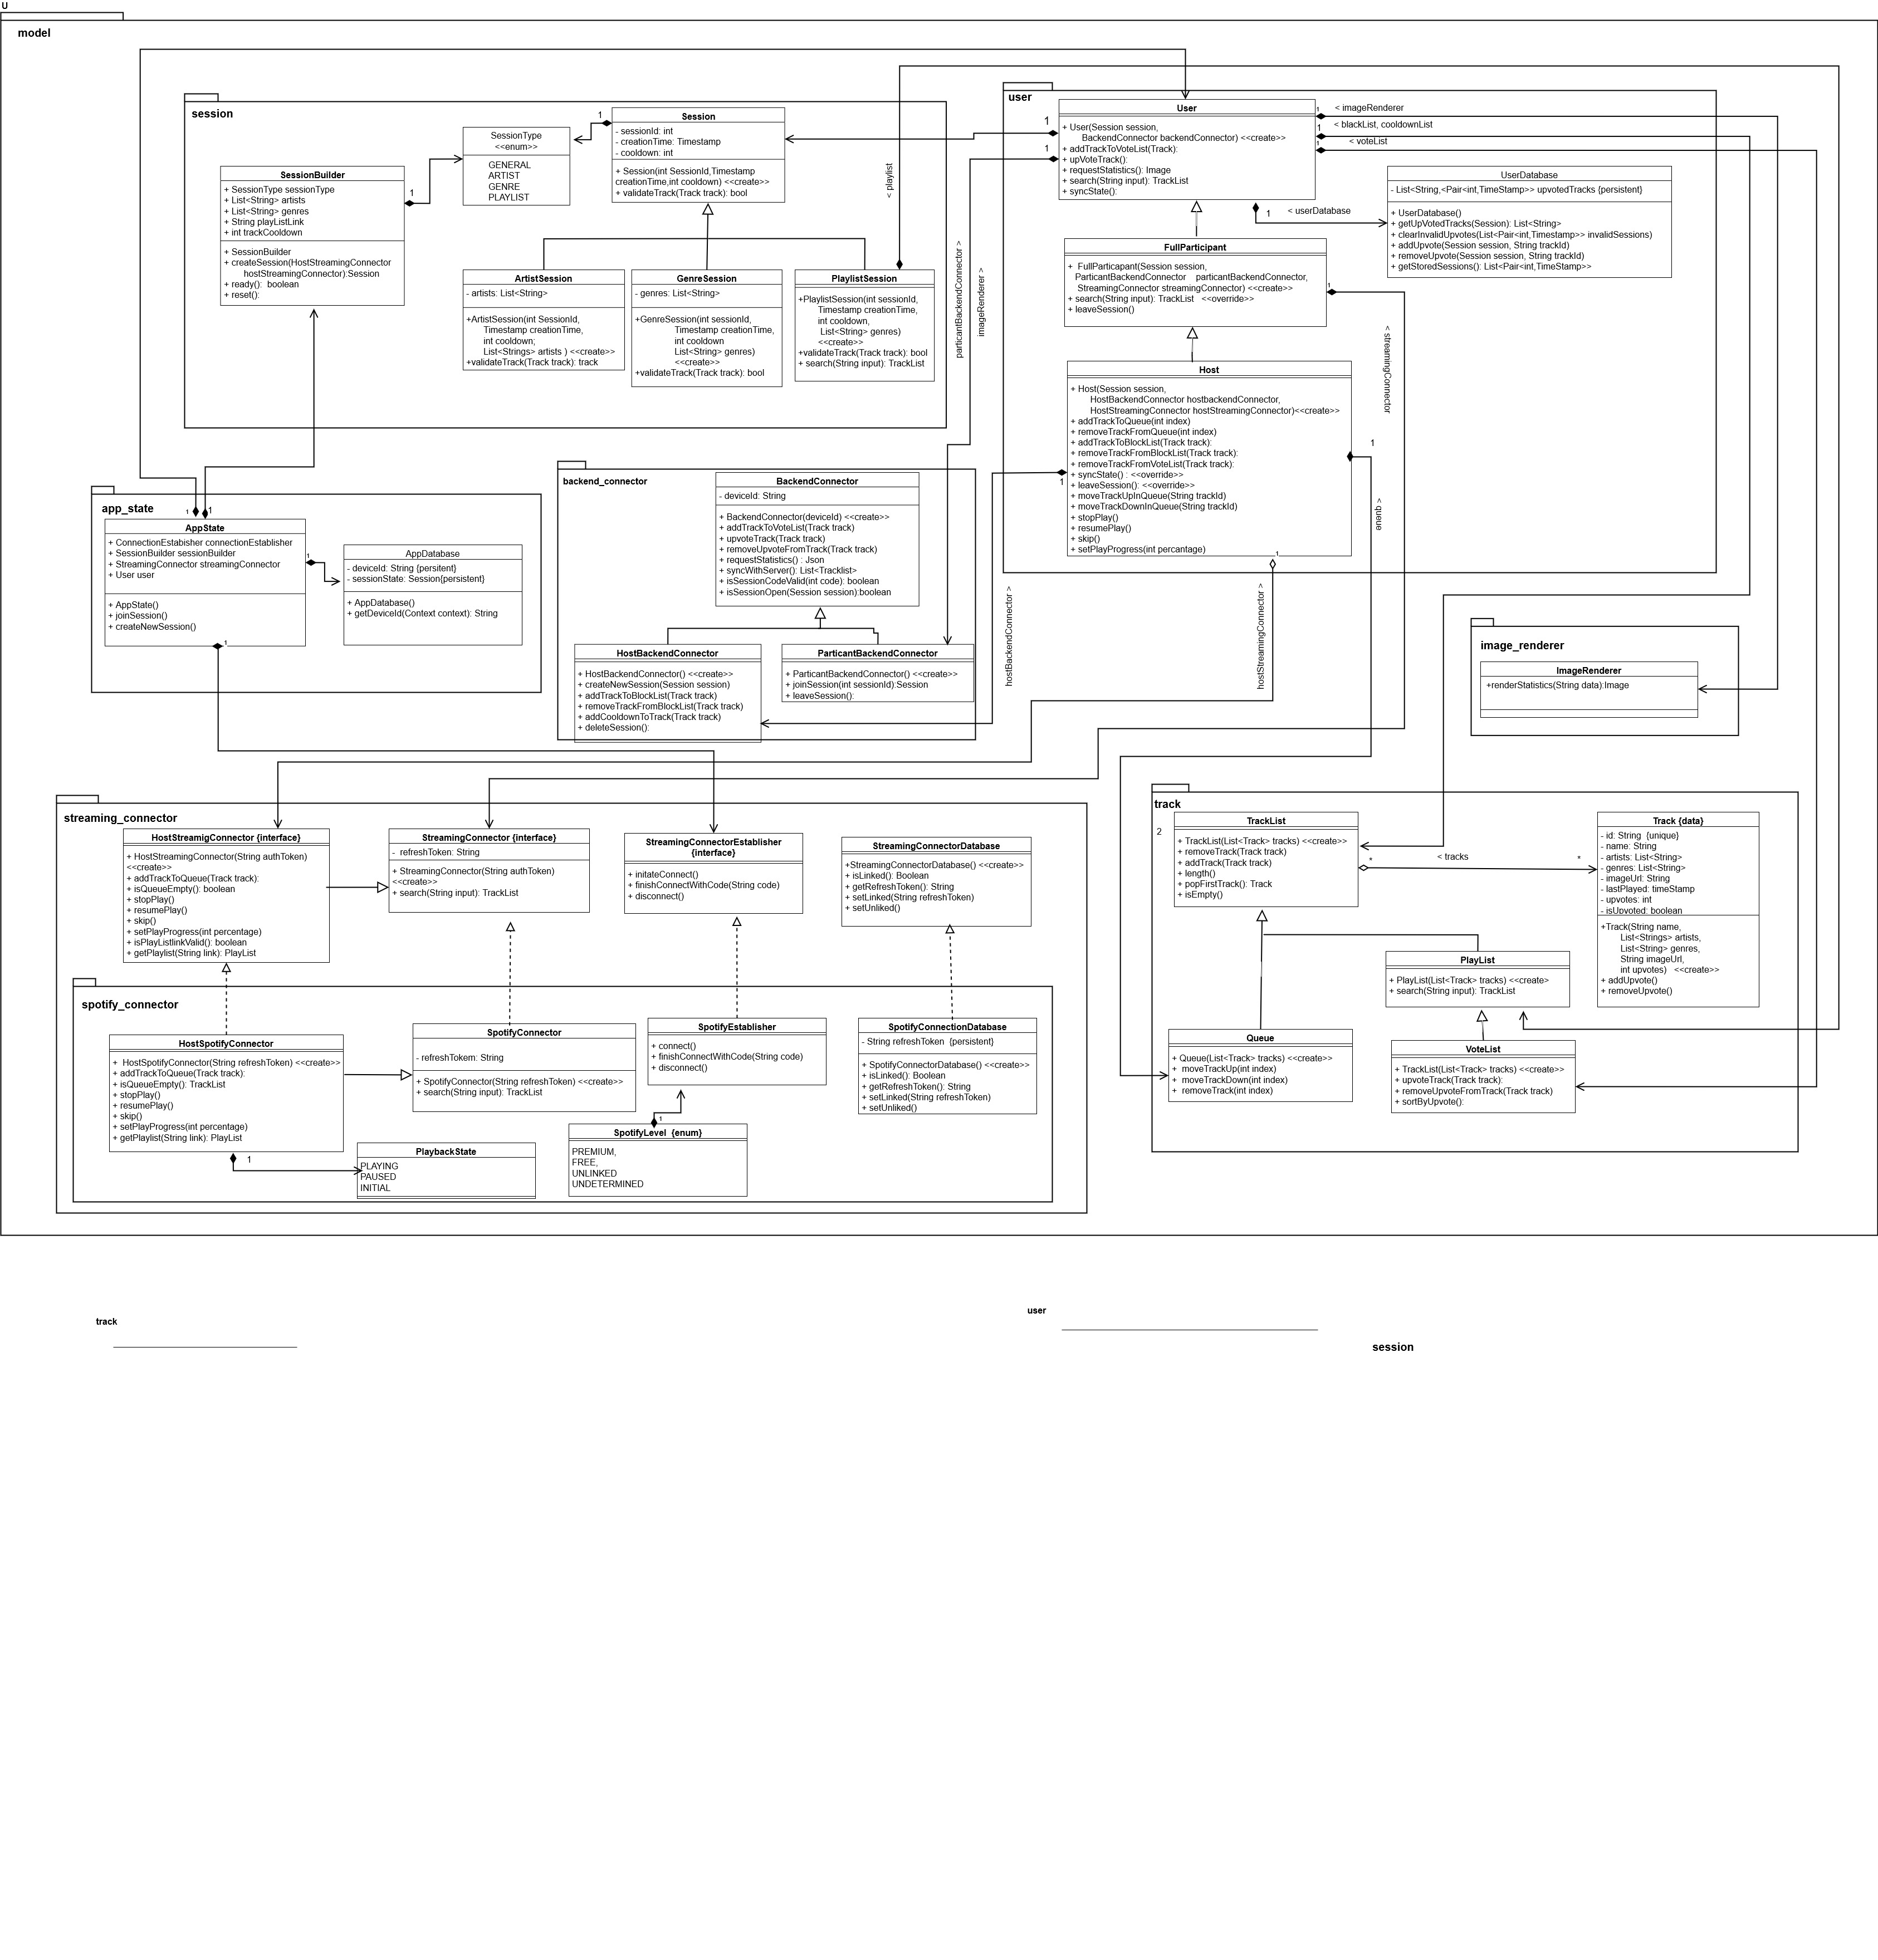 U
model
session
SessionBuilder
+ SessionType sessionType
+ List<String> artists
+ List<String> genres
+ String playListLink
+ int trackCooldown
+ SessionBuilder
+ createSession(HostStreamingConnector
hostStreamingConnector):Session
+ ready(): boolean
+ reset():
1
SessionType
<<enum>>
GENERAL
ARTIST
GENRE
PLAYLIST
1
Session
- sessionId: int
- creationTime: Timestamp
- cooldown: int
+ Session(int SessionId,Timestamp
creationTime,int cooldown) <<create>>
+ validateTrack(Track track): bool
ArtistSession
- artists: List<String>
+ArtistSession(int SessionId,
Timestamp creationTime,
int cooldown;
List<Strings> artists ) <<create>>
+validateTrack(Track track): track
GenreSession
- genres: List<String>
+GenreSession(int sessionId,
Timestamp creationTime,
int cooldown
List<String> genres)
<<create>>
+validateTrack(Track track): bool
PlaylistSession
+PlaylistSession(int sessionId,
Timestamp creationTime,
int cooldown,
List<String> genres)
<<create>>
+validateTrack(Track track): bool
+ search(String input): TrackList
< playlist
particantBackendConnector >
imageRenderer >
user
User
+ User(Session session,
BackendConnector backendConnector) <<create>>
+ addTrackToVoteList(Track):
+ upVoteTrack():
+ requestStatistics(): Image
+ search(String input): TrackList
+ syncState():
1
1
1
< imageRenderer
1
< blackList, cooldownList
1
< voteList
1
< userDatabase
UserDatabase
- List<String,<Pair<int,TimeStamp>> upvotedTracks {persistent}
+ UserDatabase()
+ getUpVotedTracks(Session): List<String>
+ clearInvalidUpvotes(List<Pair<int,Timestamp>> invalidSessions)
+ addUpvote(Session session, String trackId)
+ removeUpvote(Session session, String trackId)
+ getStoredSessions(): List<Pair<int,TimeStamp>>
FullParticipant
+ FullParticapant(Session session,
ParticantBackendConnector particantBackendConnector,
StreamingConnector streamingConnector) <<create>>
+ search(String input): TrackList <<override>>
+ leaveSession()
1
< streamingConnector
Host
+ Host(Session session,
HostBackendConnector hostbackendConnector,
HostStreamingConnector hostStreamingConnector)<<create>>
+ addTrackToQueue(int index)
+ removeTrackFromQueue(int index)
+ addTrackToBlockList(Track track):
+ removeTrackFromBlockList(Track track):
+ removeTrackFromVoteList(Track track):
+ syncState() : <<override>>
+ leaveSession(): <<override>>
+ moveTrackUpInQueue(String trackId)
+ moveTrackDownInQueue(String trackId)
+ stopPlay()
+ resumePlay()
+ skip()
+ setPlayProgress(int percantage)
1
1
1
< queue
hostBackendConnector >
hostStreamingConnector >
app_state
1
1
AppState
+ ConnectionEstabisher connectionEstablisher
+ SessionBuilder sessionBuilder
+ StreamingConnector streamingConnector
+ User user
+ AppState()
+ joinSession()
+ createNewSession()
1
1
AppDatabase
- deviceId: String {persitent}
- sessionState: Session{persistent}
+ AppDatabase()
+ getDeviceId(Context context): String
backend_connector
BackendConnector
- deviceId: String
+ BackendConnector(deviceId) <<create>>
+ addTrackToVoteList(Track track)
+ upvoteTrack(Track track)
+ removeUpvoteFromTrack(Track track)
+ requestStatistics() : Json
+ syncWithServer(): List<Tracklist>
+ isSessionCodeValid(int code): boolean
+ isSessionOpen(Session session):boolean
HostBackendConnector
+ HostBackendConnector() <<create>>
+ createNewSession(Session session)
+ addTrackToBlockList(Track track)
+ removeTrackFromBlockList(Track track)
+ addCooldownToTrack(Track track)
+ deleteSession():
ParticantBackendConnector
+ ParticantBackendConnector() <<create>>
+ joinSession(int sessionId):Session
+ leaveSession():
image_renderer
ImageRenderer
+renderStatistics(String data):Image
streaming_connector
HostStreamigConnector {interface}
+ HostStreamingConnector(String authToken)
<<create>>
+ addTrackToQueue(Track track):
+ isQueueEmpty(): boolean
+ stopPlay()
+ resumePlay()
+ skip()
+ setPlayProgress(int percentage)
+ isPlayListlinkValid(): boolean
+ getPlaylist(String link): PlayList
StreamingConnector {interface}
- refreshToken: String
+ StreamingConnector(String authToken)
<<create>>
+ search(String input): TrackList
StreamingConnectorEstablisher
{interface}
+ initateConnect()
+ finishConnectWithCode(String code)
+ disconnect()
StreamingConnectorDatabase
+StreamingConnectorDatabase() <<create>>
+ isLinked(): Boolean
+ getRefreshToken(): String
+ setLinked(String refreshToken)
+ setUnliked()
spotify_connector
HostSpotifyConnector
+ HostSpotifyConnector(String refreshToken) <<create>>
+ addTrackToQueue(Track track):
+ isQueueEmpty(): TrackList
+ stopPlay()
+ resumePlay()
+ skip()
+ setPlayProgress(int percentage)
+ getPlaylist(String link): PlayList
1
SpotifyConnector
- refreshTokem: String
+ SpotifyConnector(String refreshToken) <<create>>
+ search(String input): TrackList
PlaybackState
PLAYING
PAUSED
INITIAL
SpotifyEstablisher
+ connect()
+ finishConnectWithCode(String code)
+ disconnect()
1
SpotifyLevel {enum}
PREMIUM,
FREE,
UNLINKED
UNDETERMINED
SpotifyConnectionDatabase
- String refreshToken {persistent}
+ SpotifyConnectorDatabase() <<create>>
+ isLinked(): Boolean
+ getRefreshToken(): String
+ setLinked(String refreshToken)
+ setUnliked()
track
2
TrackList
+ TrackList(List<Track> tracks) <<create>>
+ removeTrack(Track track)
+ addTrack(Track track)
+ length()
+ popFirstTrack(): Track
+ isEmpty()
*
< tracks
*
Track {data}
- id: String {unique}
- name: String
- artists: List<String>
- genres: List<String>
- imageUrl: String
- lastPlayed: timeStamp
- upvotes: int
- isUpvoted: boolean
+Track(String name,
List<Strings> artists,
List<String> genres,
String imageUrl,
int upvotes) <<create>>
+ addUpvote()
+ removeUpvote()
PlayList
+ PlayList(List<Track> tracks) <<create>
+ search(String input): TrackList
Queue
+ Queue(List<Track> tracks) <<create>>
+ moveTrackUp(int index)
+ moveTrackDown(int index)
+ removeTrack(int index)
VoteList
+ TrackList(List<Track> tracks) <<create>>
+ upvoteTrack(Track track):
+ removeUpvoteFromTrack(Track track)
+ sortByUpvote():
track
user
session